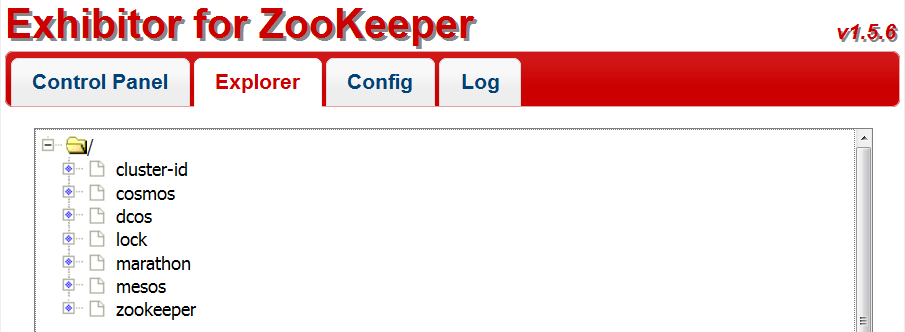 Exhibitor for ZooKeeper
v1.5.6
Control Panel Explorer Config Log
/
cluster-id
cosmos
dcos
lock
marathon
mesos
zookeeper